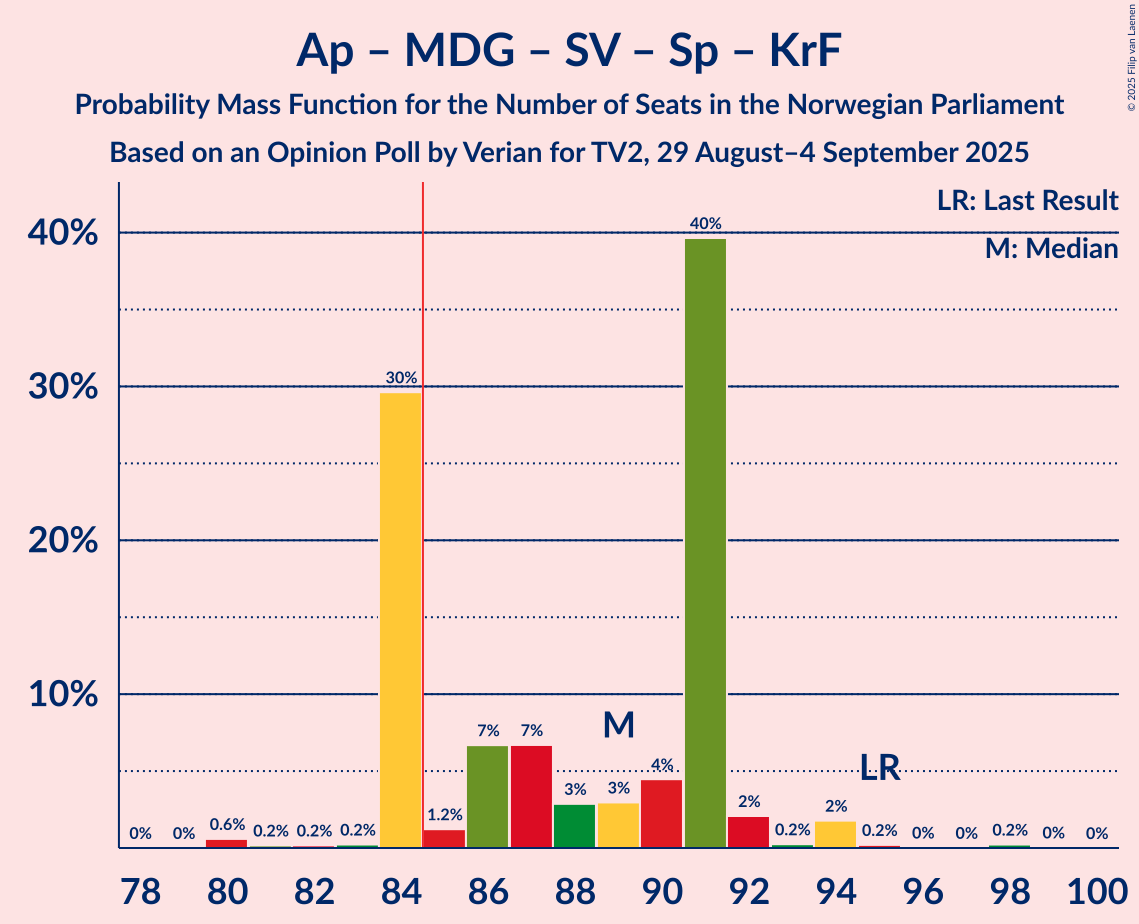 Ap – MDG – SV – Sp – KrF
Probability Mass Function for the Number of Seats in the Norwegian Parliament
Based on an Opinion Poll by Verian for TV2, 29 August–4 September 2025
© 2025 Filip van Laenen
LR: Last Result
M: Median
40%
30%
20%
10%
0% 0% 0.6% 0.2% 0.2% 0.2% 30% 1.2% 7% 7% 3% 3% 4% 40% 2% 0.2% 2% 0.2% 0% 0% 0.2% 0% 0%
M
LR
78 80 82 84 86 88 90 92 94 96 98 100